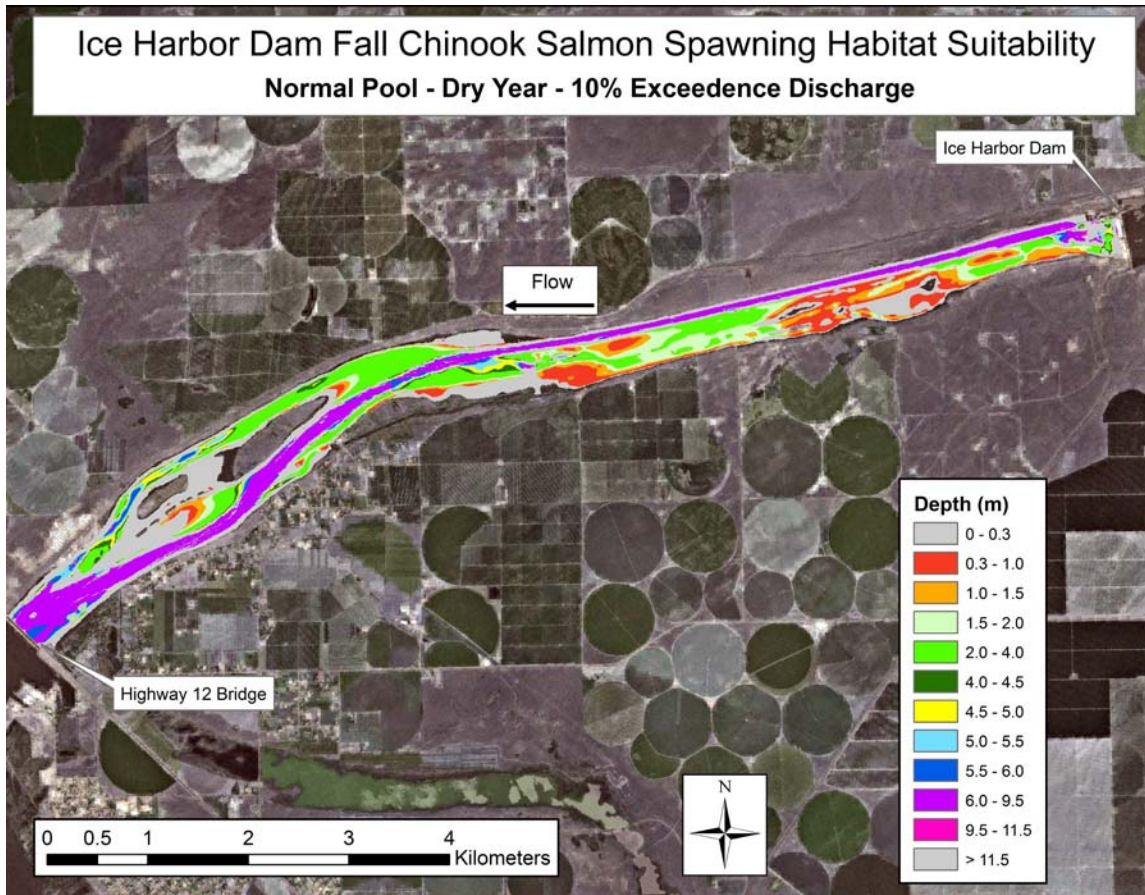 Ice Harbor Dam Fall Chinook Salmon Spawning Habitat Suitability
Normal Pool - Dry Year - 10% Exceedence Discharge
Ice Harbor Dam
Flow
Highway 12 Bridge
Depth (m)
0 - 0.3
0.3 - 1.0
1.0 - 1.5
1.5 - 2.0
2.0 - 4.0
4.0 - 4.5
4.5 - 5.0
5.0 - 5.5
5.5 - 6.0
6.0 - 9.5
9.5 - 11.5
> 11.5
N
0 0.5 1 2 3 4
Kilometers